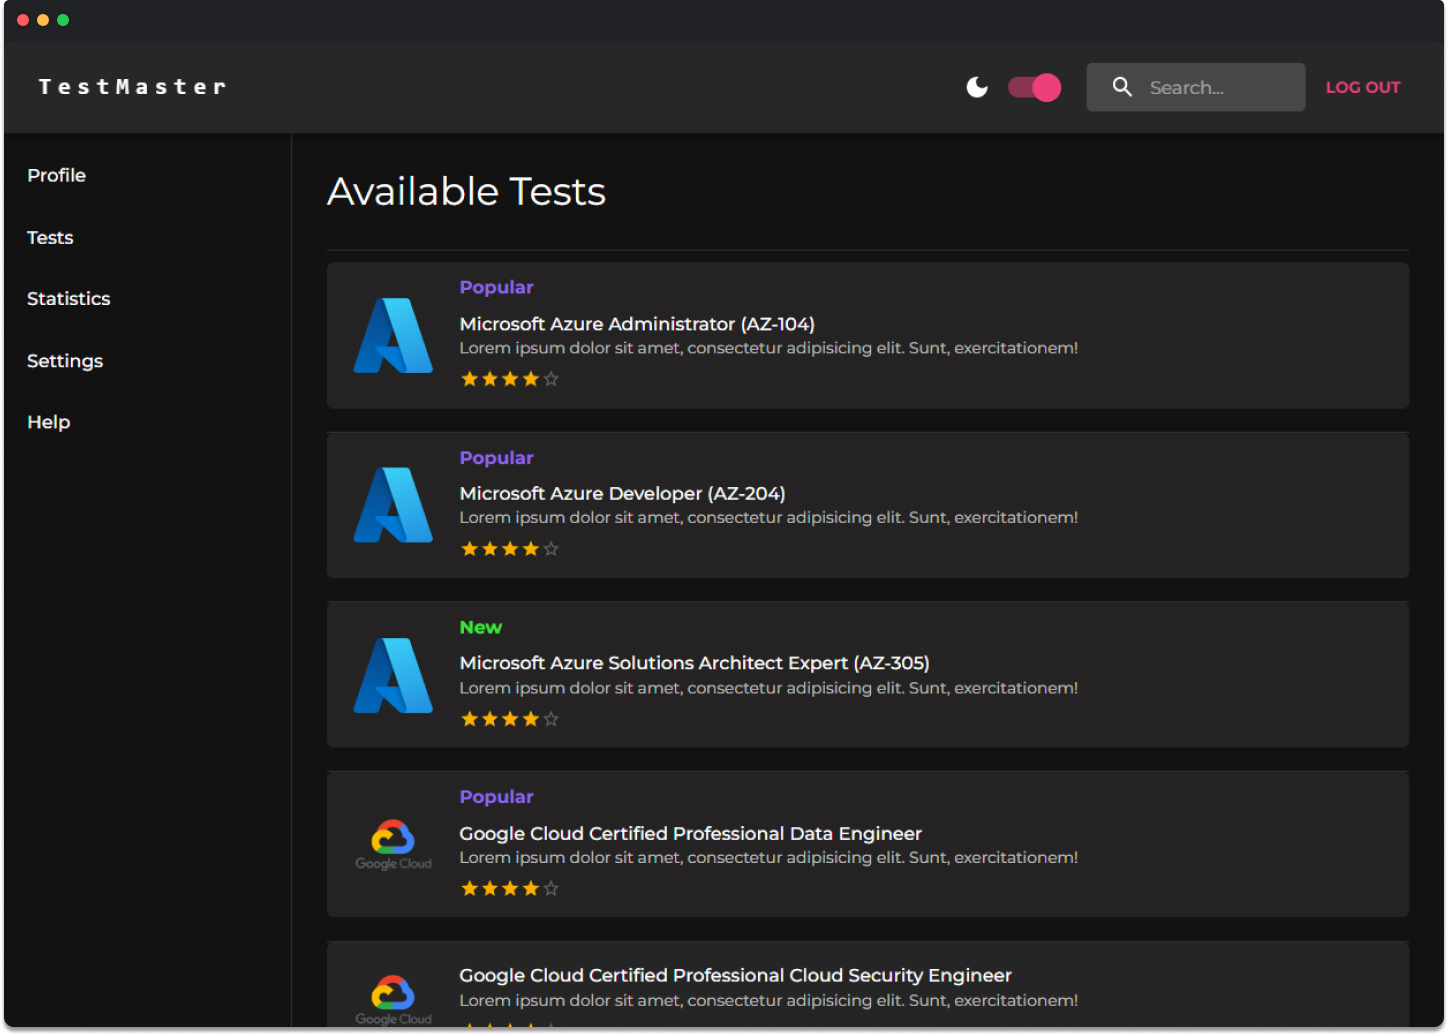 TestMaster
Search...
LOG OUT
Profile
Tests
Statistics
Settings
Help
Available Tests
Popular
Microsoft Azure Administrator (AZ-104)
Lorem ipsum dolor sit amet, consectetur adipisicing elit. Sunt, exercitationem!
Popular
Microsoft Azure Developer (AZ-204)
Lorem ipsum dolor sit amet, consectetur adipisicing elit. Sunt, exercitationem!
New
Microsoft Azure Solutions Architect Expert (AZ-305)
Lorem ipsum dolor sit amet, consectetur adipisicing elit. Sunt, exercitationem!
Popular
Google Cloud Certified Professional Data Engineer
Lorem ipsum dolor sit amet, consectetur adipisicing elit. Sunt, exercitationem!
Google Cloud
Google Cloud Certified Professional Cloud Security Engineer
Lorem ipsum dolor sit amet, consectetur adipisicing elit. Sunt, exercitationem!
Google Cloud